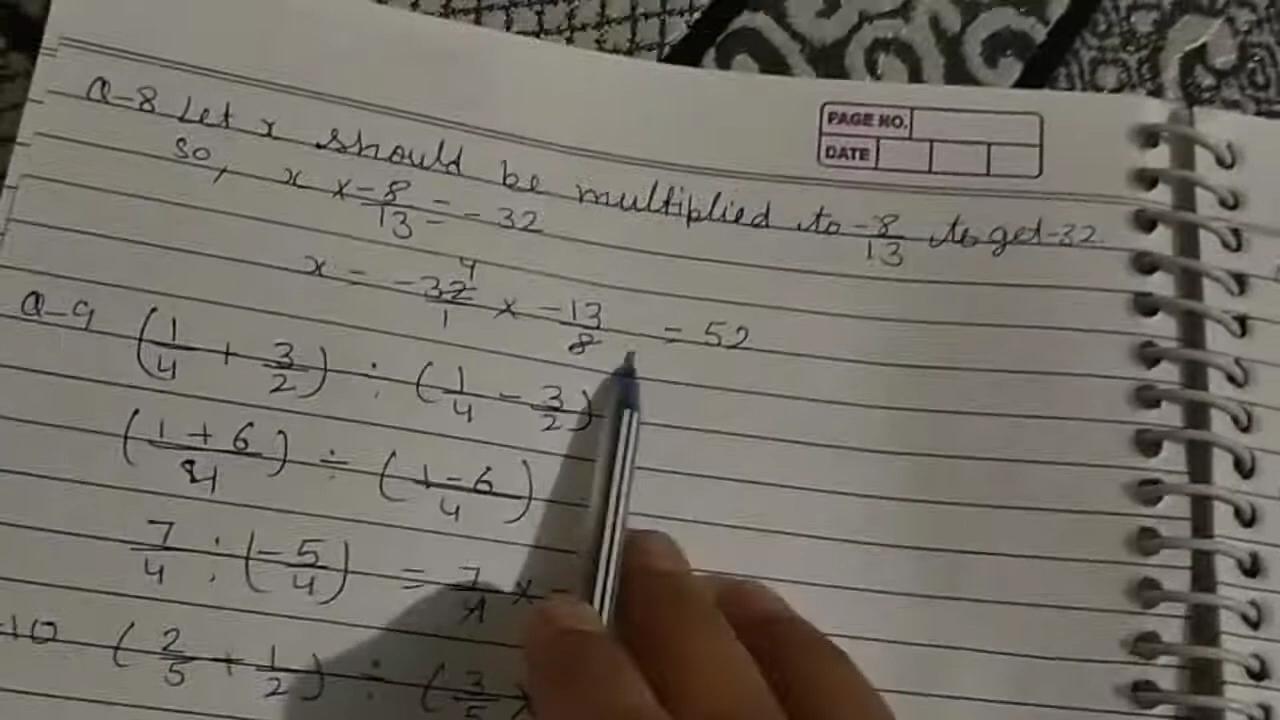 PAGE NO.
DATE
Q-8 Let x should be multiplied to -8/13 to get -32.
So, x × -8/13 = -32
x = -32/1 × -13/8 = 52
4
Q-9 (1/4 + 3/2) ÷ (1/4 - 3/2)
(1+6/4) ÷ (1-6/4)
7/4 ÷ (-5/4) = 7/4 ×
10 (2/5 + 1/2) ÷ (3/5